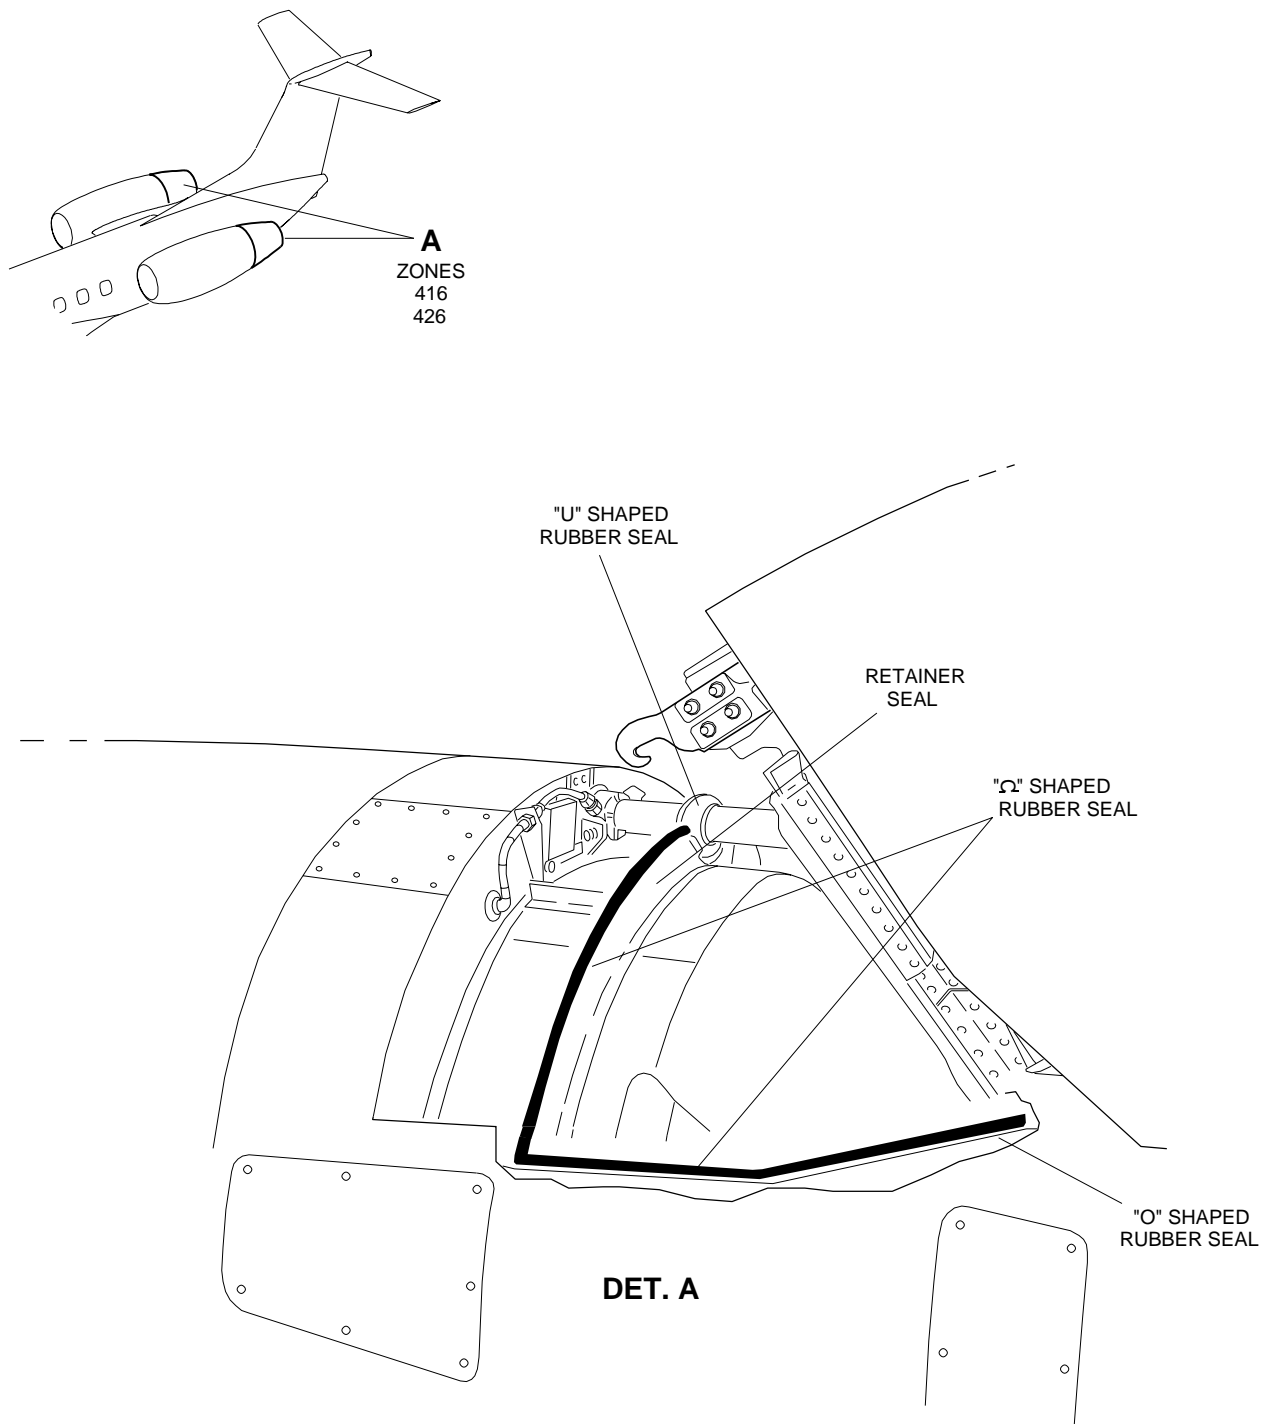 A
ZONES
416
426
"U" SHAPED
RUBBER SEAL
RETAINER
SEAL
"Ω" SHAPED
RUBBER SEAL
"O" SHAPED
RUBBER SEAL
DET. A